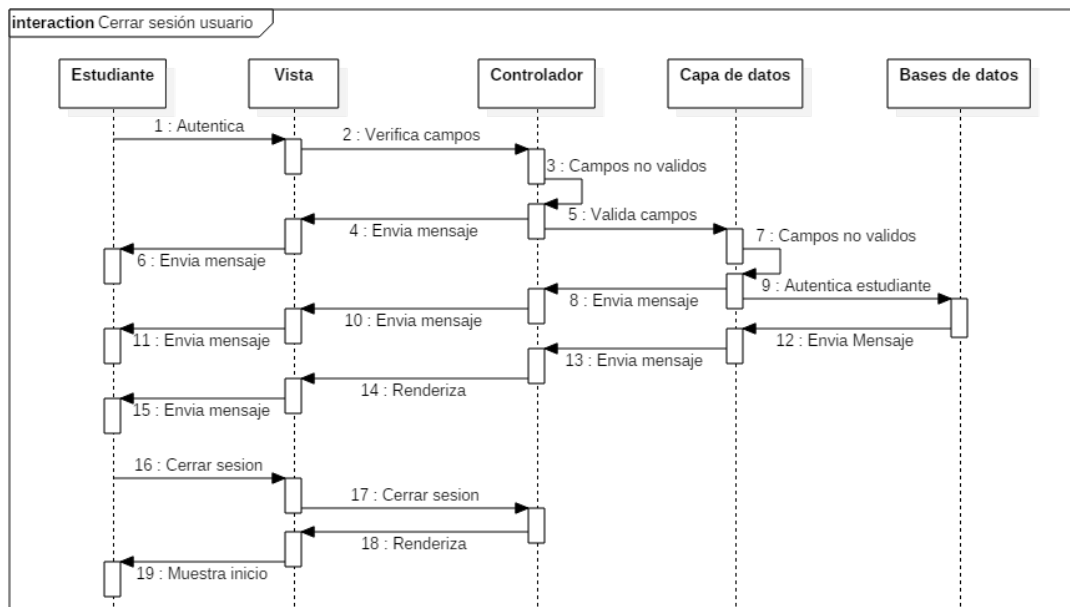 interaction Cerrar sesión usuario
Estudiante
Vista
Controlador
Capa de datos
Bases de datos
1 : Autentica
2 : Verifica campos
3 : Campos no validos
4 : Envia mensaje
5 : Valida campos
6 : Envia mensaje
7 : Campos no validos
8 : Envia mensaje
9 : Autentica estudiante
10 : Envia mensaje
11 : Envia mensaje
12 : Envia Mensaje
13 : Envia mensaje
14 : Renderiza
15 : Envia mensaje
16 : Cerrar sesion
17 : Cerrar sesion
18 : Renderiza
19 : Muestra inicio